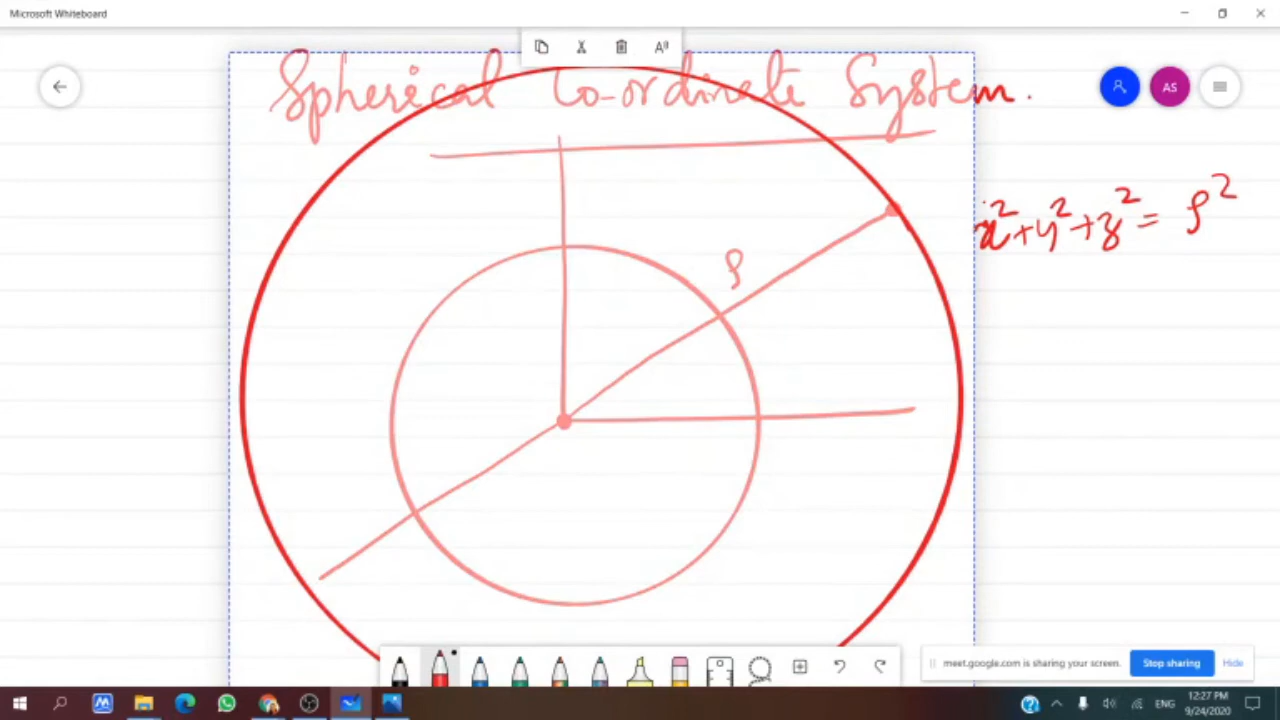 Microsoft Whiteboard
Spherical Co-ordinate System.
AS
x²+y²+z² = ρ²
ρ
meet.google.com is sharing your screen.
Stop sharing
Hide
ENG
12:27 PM
9/24/2020